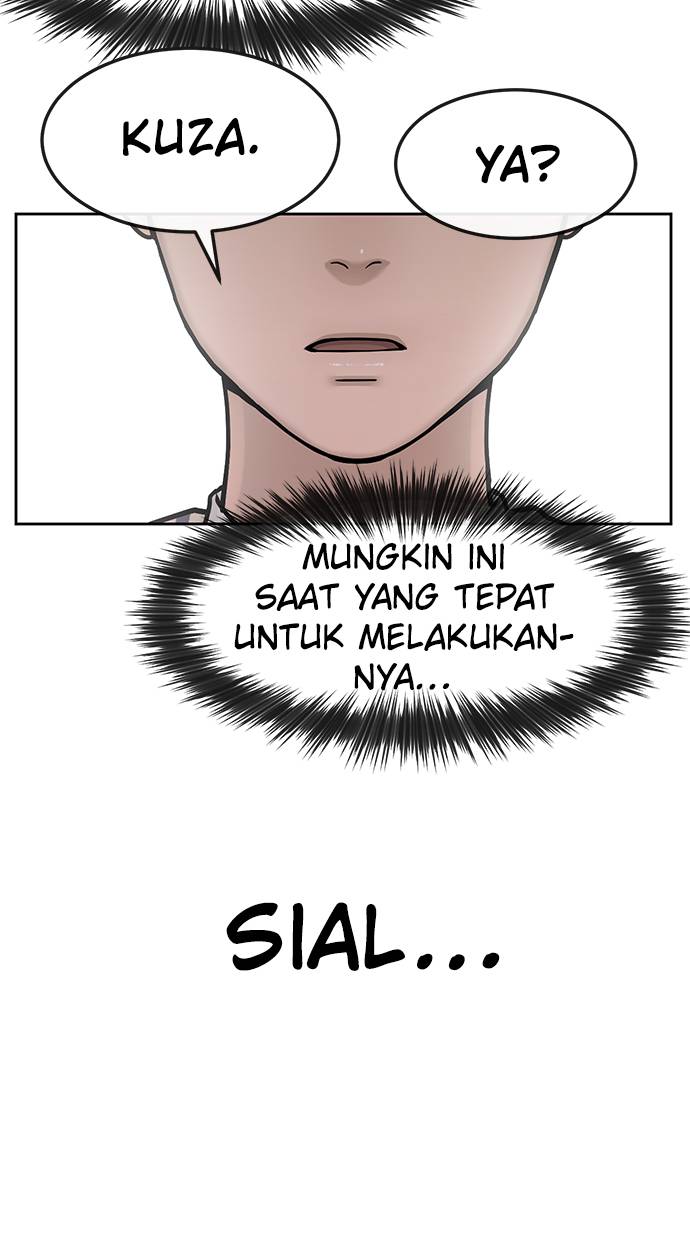 KUZA.
YA?
MUNGKIN INI
SAAT YANG TEPAT
UNTUK MELAKUKAN-
NYA...
SIAL...